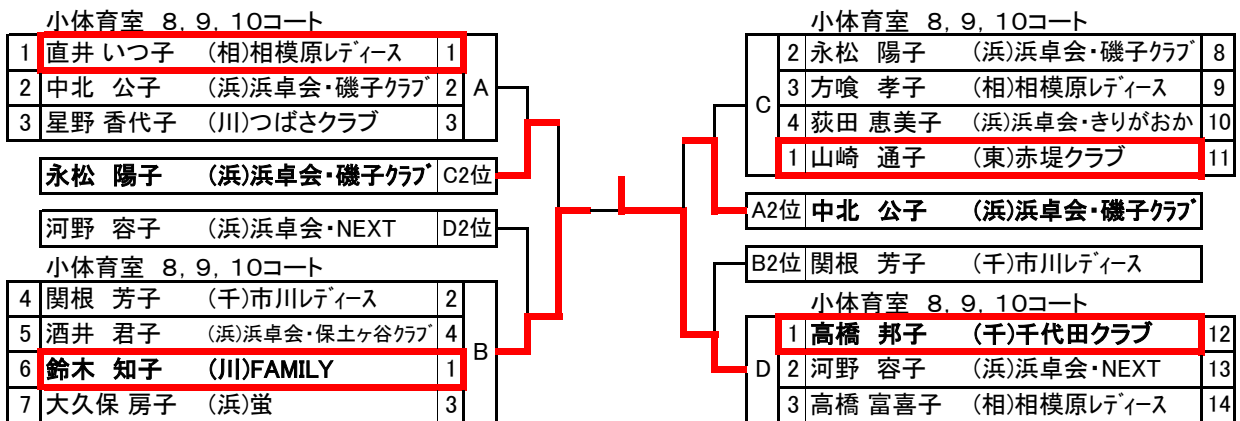 小体育室 8, 9, 10コート
1 直井 いつ子 (相)相模原レディース 1
2 中北 公子 (浜)浜卓会・磯子クラブ 2 A
3 星野 香代子 (川)つばさクラブ 3
永松 陽子 (浜)浜卓会・磯子クラブ C2位
河野 容子 (浜)浜卓会・NEXT D2位
小体育室 8, 9, 10コート
4 関根 芳子 (千)市川レディース 2
5 酒井 君子 (浜)浜卓会・保土ヶ谷クラブ 4
B
6 鈴木 知子 (川)FAMILY 1
7 大久保 房子 (浜)蛍 3
小体育室 8, 9, 10コート
2 永松 陽子 (浜)浜卓会・磯子クラブ 8
3 方喰 孝子 (相)相模原レディース 9
C
4 荻田 恵美子 (浜)浜卓会・きりがおか 10
1 山崎 通子 (東)赤堤クラブ 11
A2位 中北 公子 (浜)浜卓会・磯子クラブ
B2位 関根 芳子 (千)市川レディース
小体育室 8, 9, 10コート
1 高橋 邦子 (千)千代田クラブ 12
D 2 河野 容子 (浜)浜卓会・NEXT 13
3 高橋 富喜子 (相)相模原レディース 14